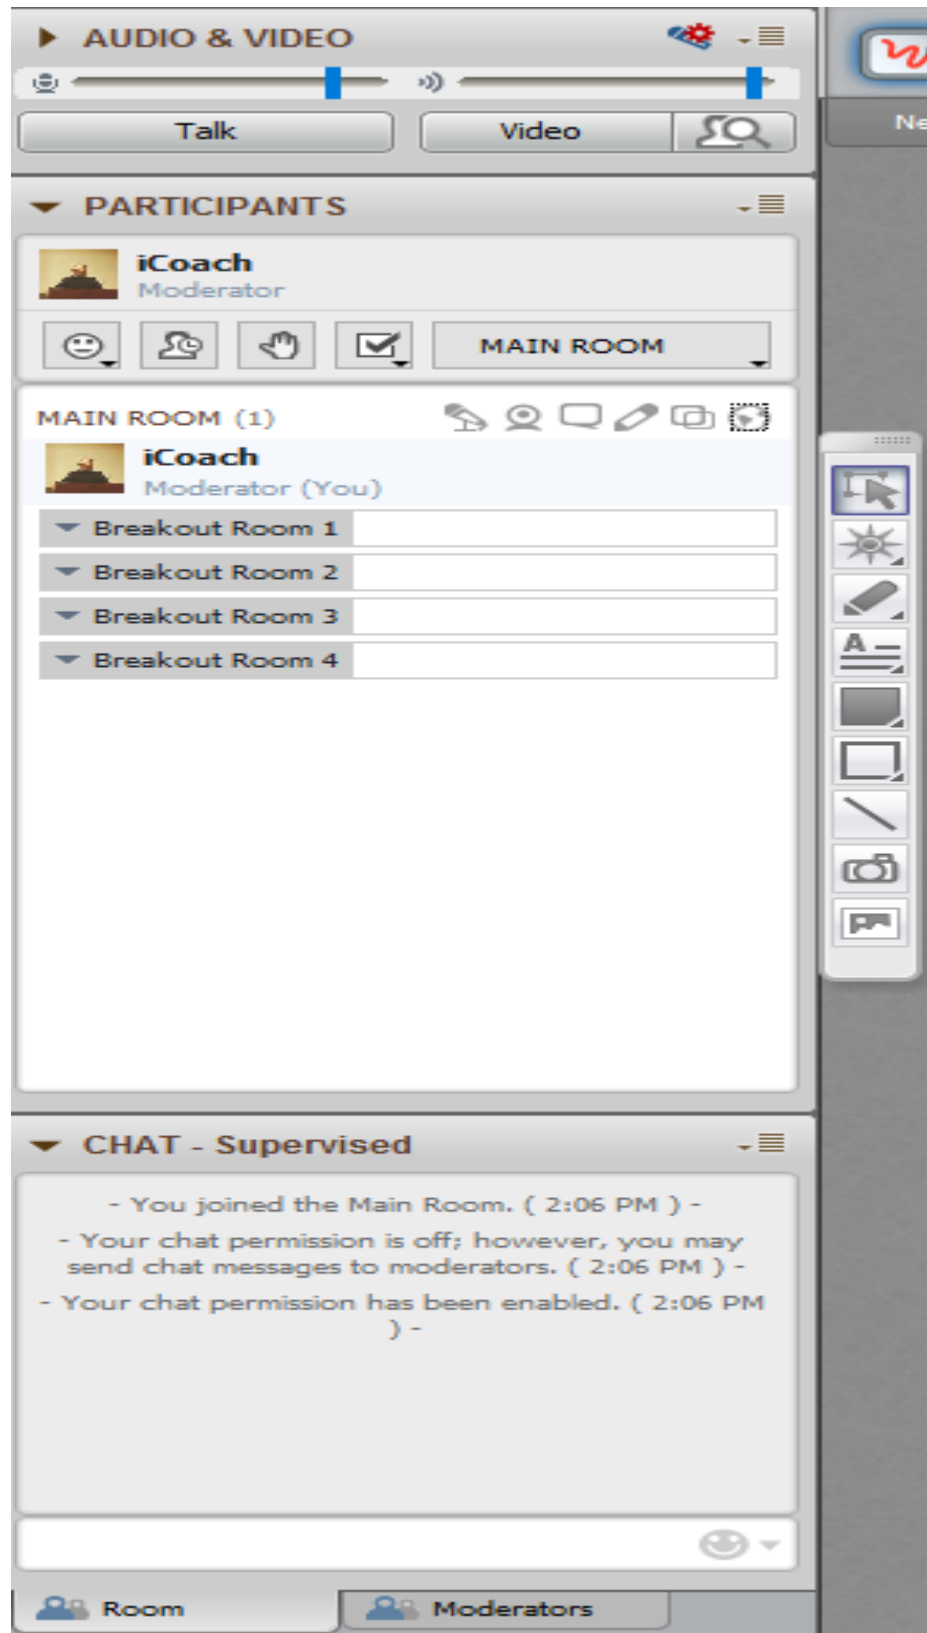 AUDIO & VIDEO
Talk
Video
Ne
PARTICIPANTS
iCoach
Moderator
MAIN ROOM
MAIN ROOM (1)
iCoach
Moderator (You)
Breakout Room 1
Breakout Room 2
Breakout Room 3
Breakout Room 4
A
CHAT - Supervised
- You joined the Main Room. ( 2:06 PM ) -
- Your chat permission is off; however, you may
send chat messages to moderators. ( 2:06 PM ) -
- Your chat permission has been enabled. ( 2:06 PM
) -
Room
Moderators